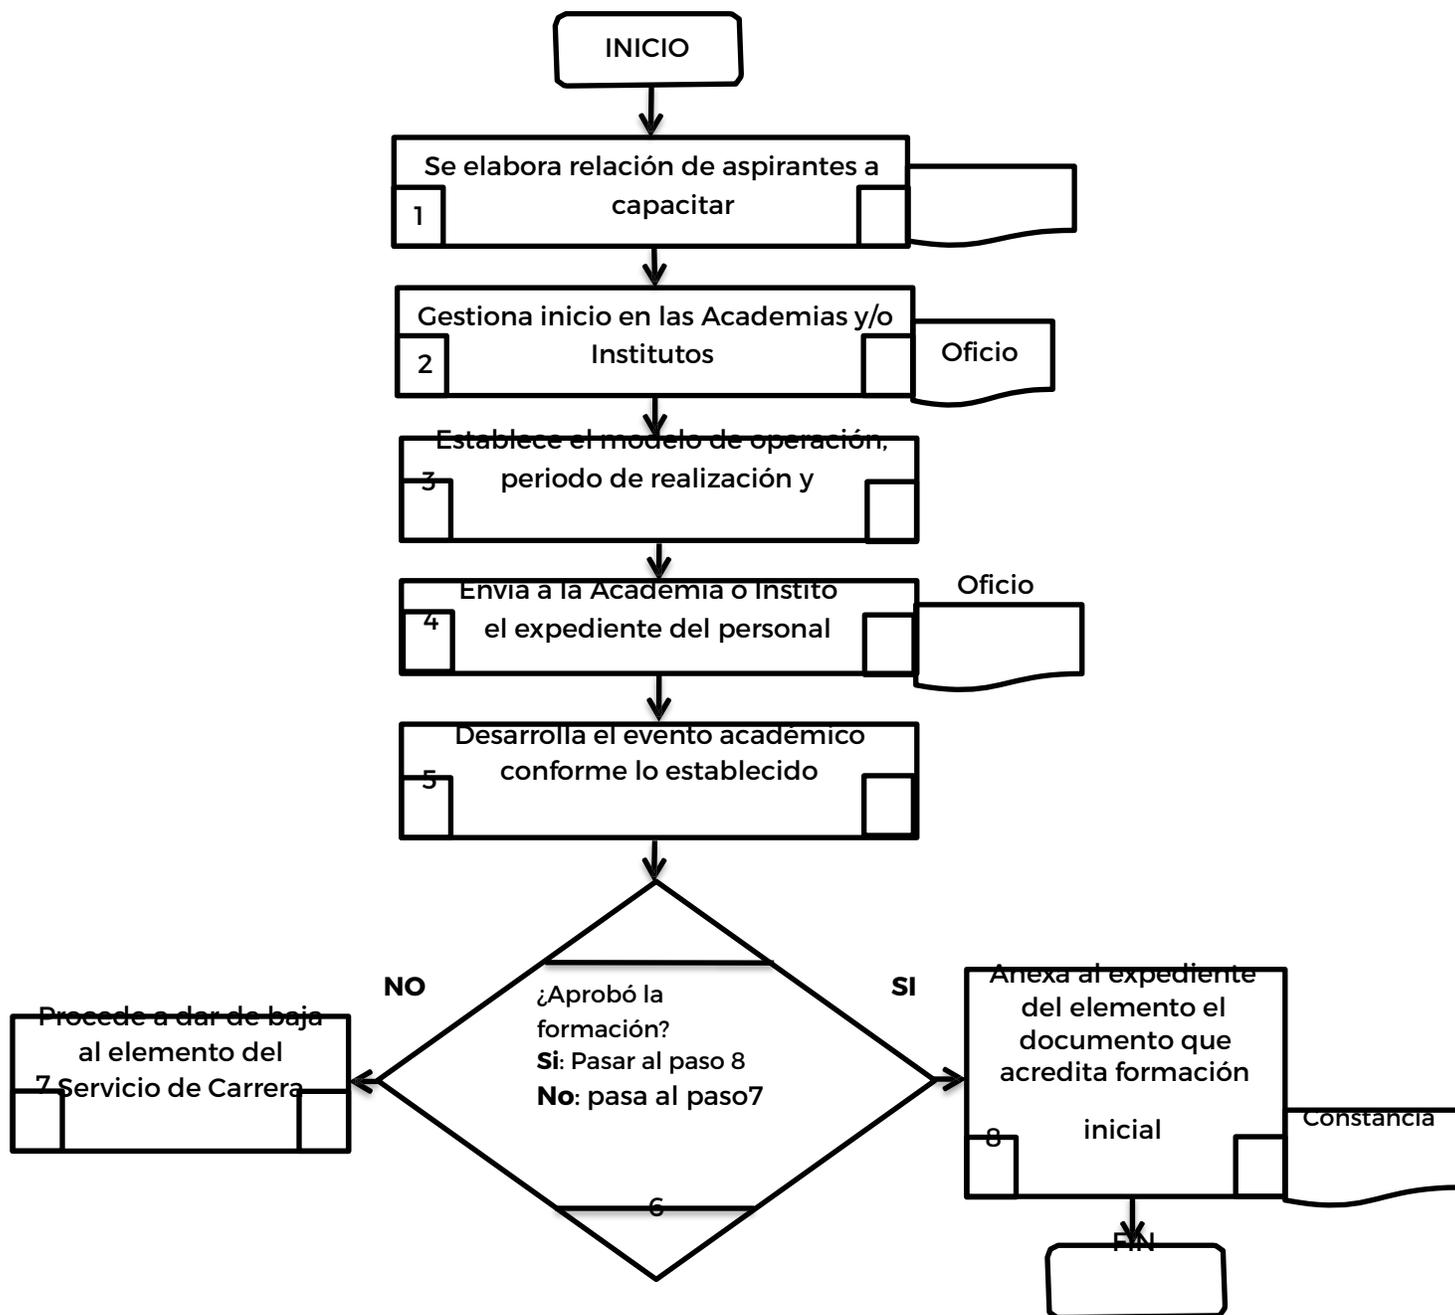 INICIO
Se elabora relación de aspirantes a
capacitar
1
Gestiona inicio en las Academias y/o
Institutos
2
Oficio
Establece el modelo de operación,
periodo de realización y
3
Envía a la Academia o Instito
el expediente del personal
4
Oficio
Desarrolla el evento académico
conforme lo establecido
5
NO
SI
¿Aprobó la
formación?
Si: Pasar al paso 8
No: pasa al paso7
6
Procede a dar de baja
al elemento del
Servicio de Carrera
7
Anexa al expediente
del elemento el
documento que
acredita formación
inicial
8
Constancia
FIN